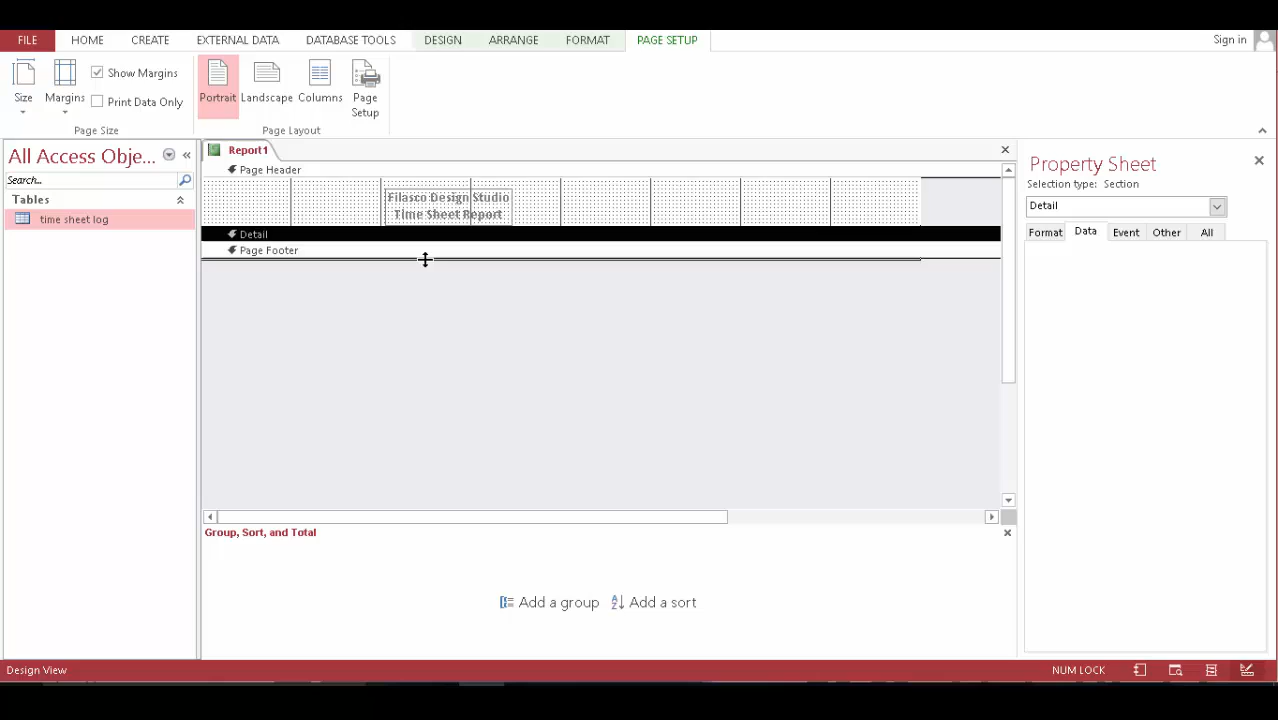 FILE HOME CREATE EXTERNAL DATA DATABASE TOOLS DESIGN ARRANGE FORMAT PAGE SETUP Sign in
Size Margins Show Margins Print Data Only
Portrait Landscape Columns Page Setup
Page Size Page Layout
All Access Obje...
Search...
Tables
time sheet log
Report1
Page Header
Filasco Design Studio
Time Sheet Report
Detail
Page Footer
Group, Sort, and Total
Add a group Add a sort
Property Sheet
Selection type: Section
Detail
Format Data Event Other All
Design View NUM LOCK